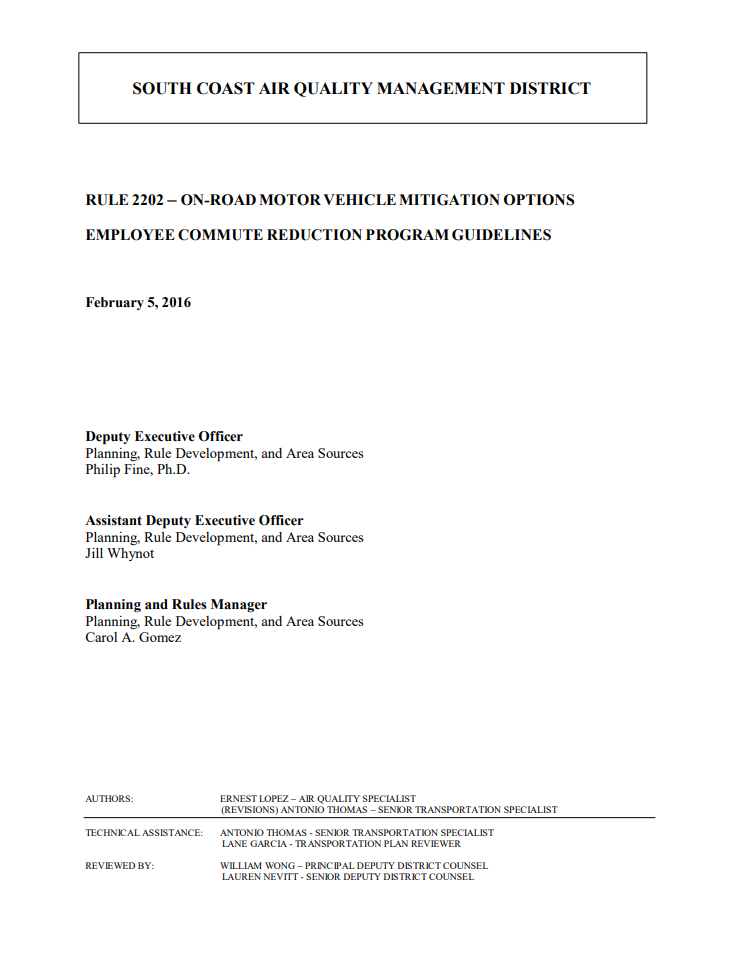 SOUTH COAST AIR QUALITY MANAGEMENT DISTRICT
RULE 2202 – ON-ROAD MOTOR VEHICLE MITIGATION OPTIONS
EMPLOYEE COMMUTE REDUCTION PROGRAM GUIDELINES
February 5, 2016
Deputy Executive Officer
Planning, Rule Development, and Area Sources
Philip Fine, Ph.D.
Assistant Deputy Executive Officer
Planning, Rule Development, and Area Sources
Jill Whynot
Planning and Rules Manager
Planning, Rule Development, and Area Sources
Carol A. Gomez
AUTHORS: ERNEST LOPEZ – AIR QUALITY SPECIALIST
(REVISIONS) ANTONIO THOMAS – SENIOR TRANSPORTATION SPECIALIST
TECHNICAL ASSISTANCE: ANTONIO THOMAS - SENIOR TRANSPORTATION SPECIALIST
LANE GARCIA - TRANSPORTATION PLAN REVIEWER
REVIEWED BY: WILLIAM WONG – PRINCIPAL DEPUTY DISTRICT COUNSEL
LAUREN NEVITT - SENIOR DEPUTY DISTRICT COUNSEL